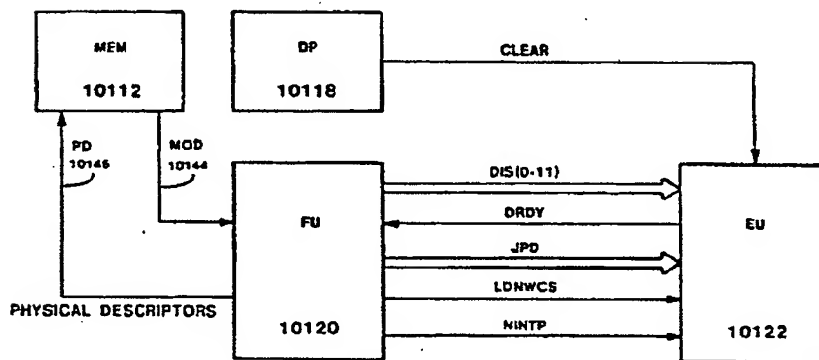 MEM
10112
DP
10118
CLEAR
PD
10146
MOD
10144
FU
10120
DIS(0-11)
DRDY
JPD
LDNWCS
NINTP
EU
10122
PHYSICAL DESCRIPTORS